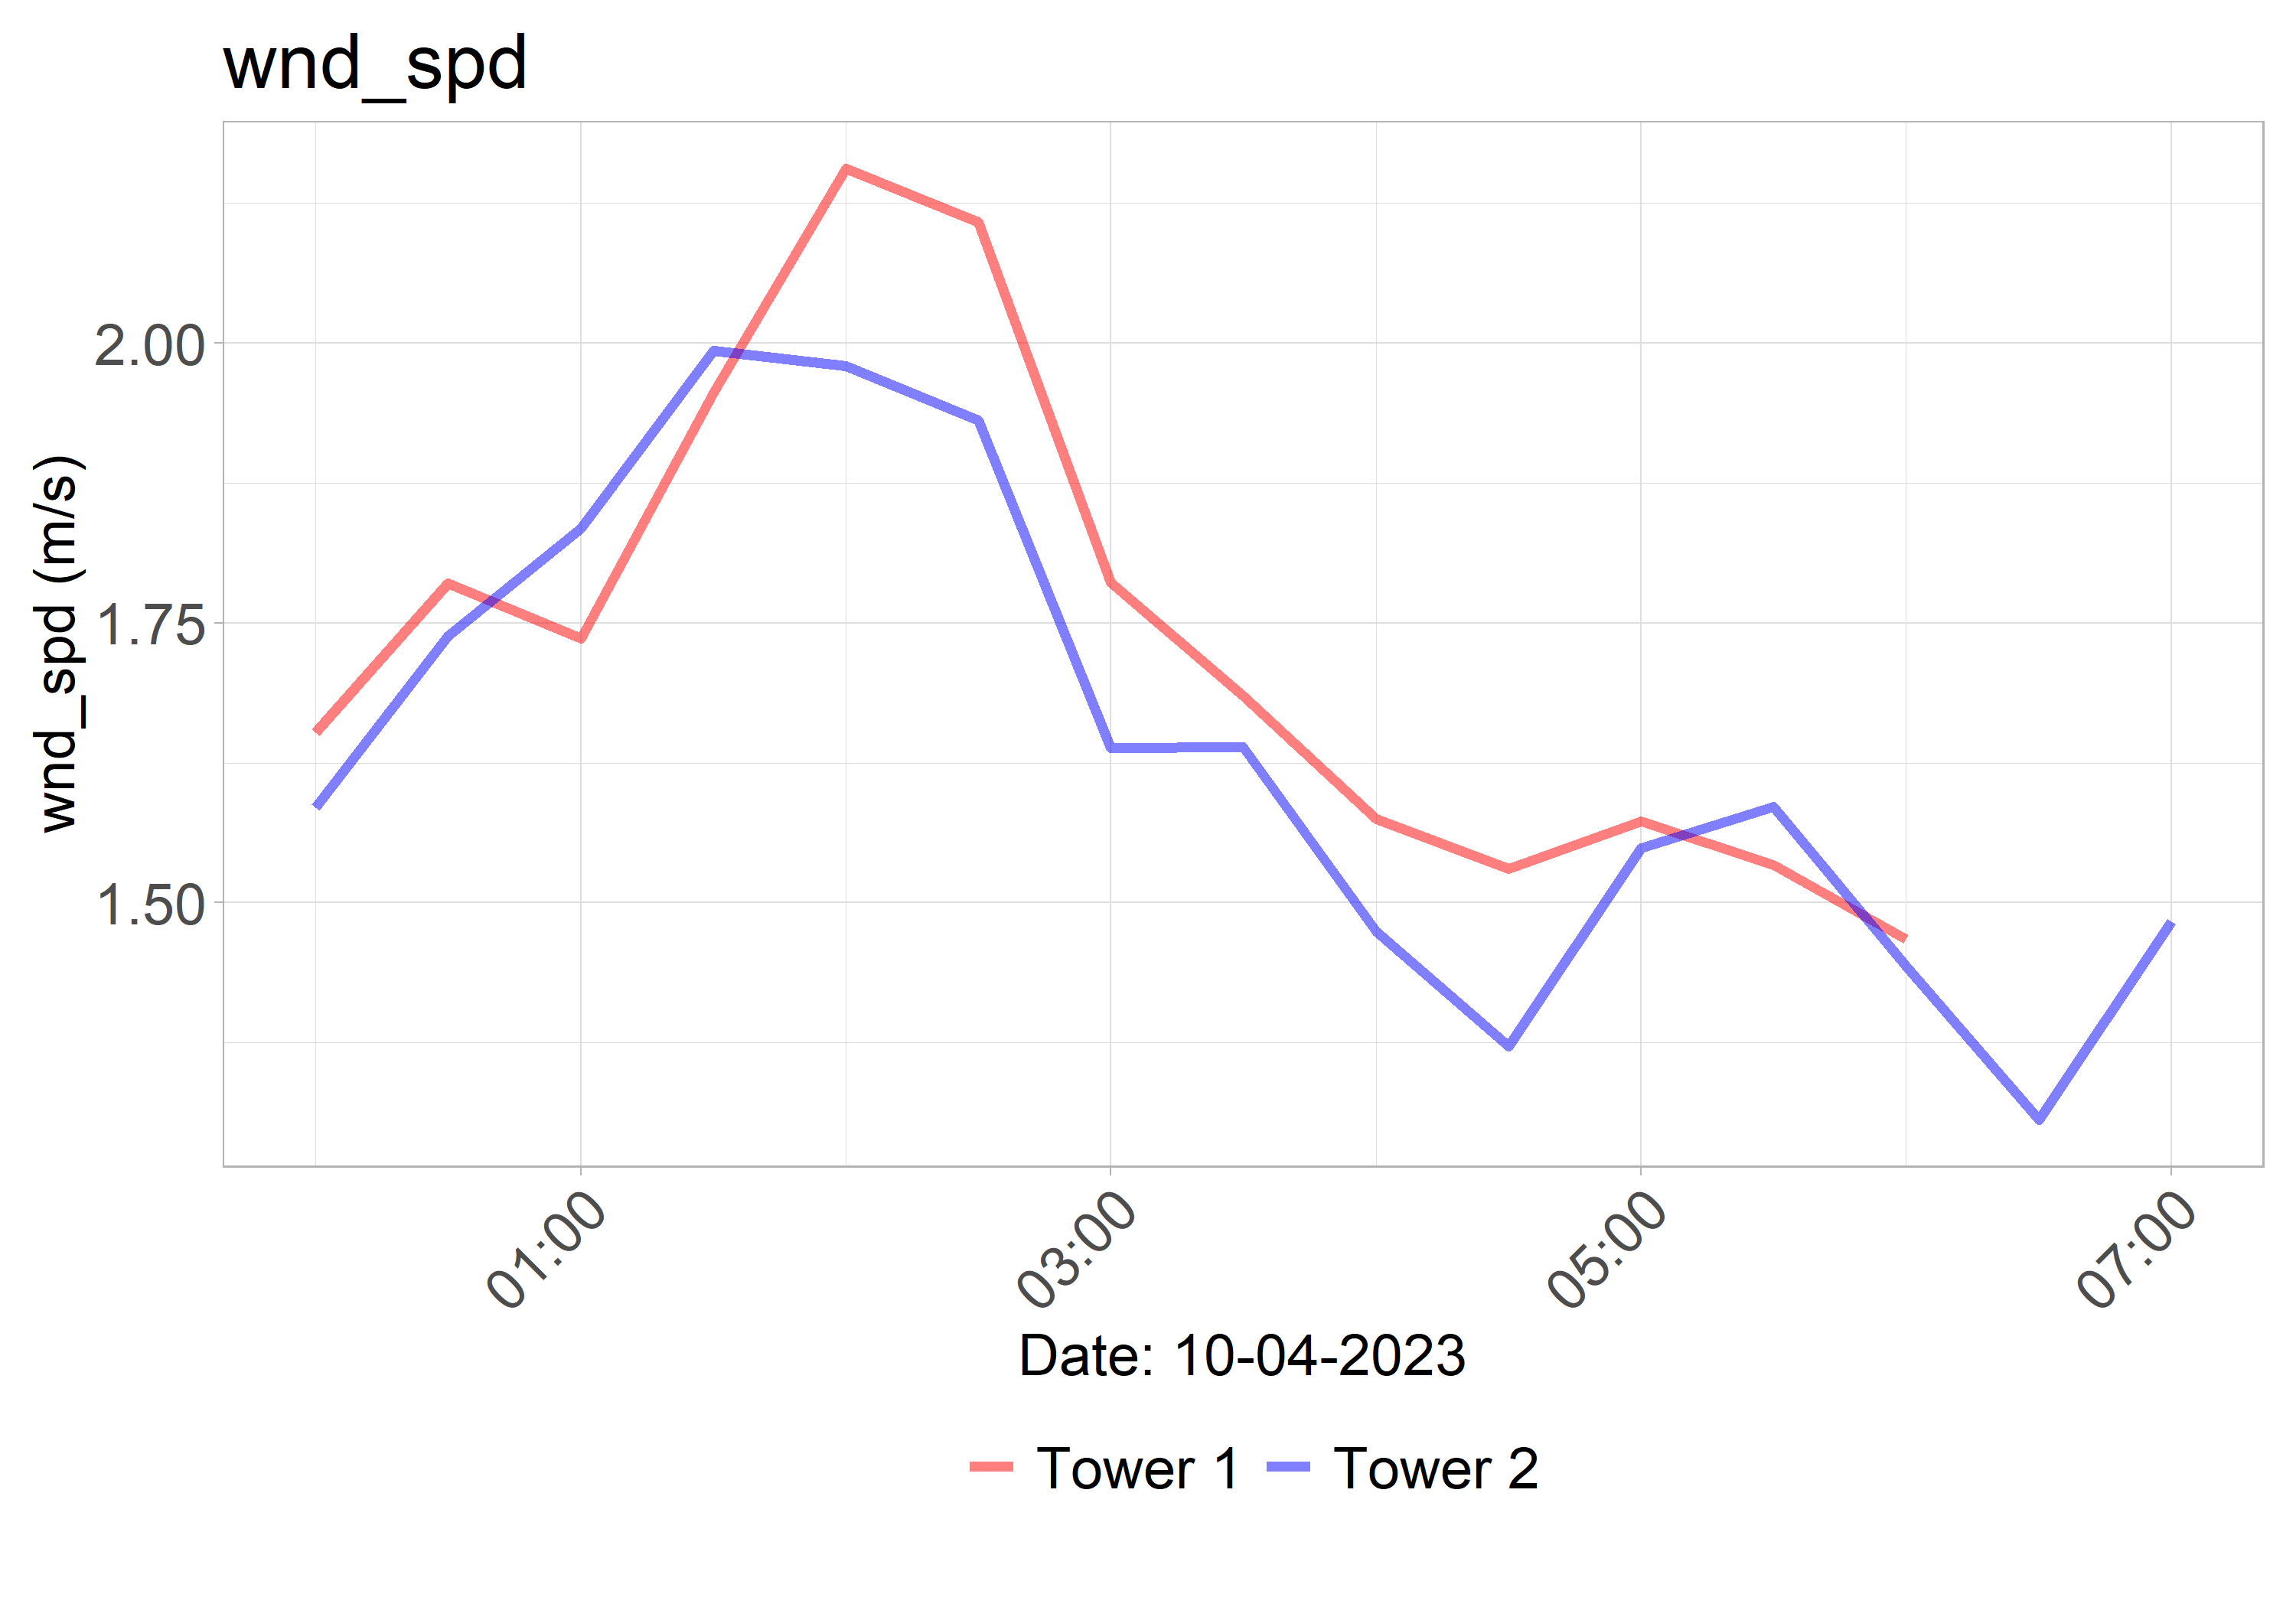 wnd_spd
wnd_spd (m/s)
2.00
1.75
1.50
01:00 03:00 05:00 07:00
Date: 10-04-2023
Tower 1 Tower 2